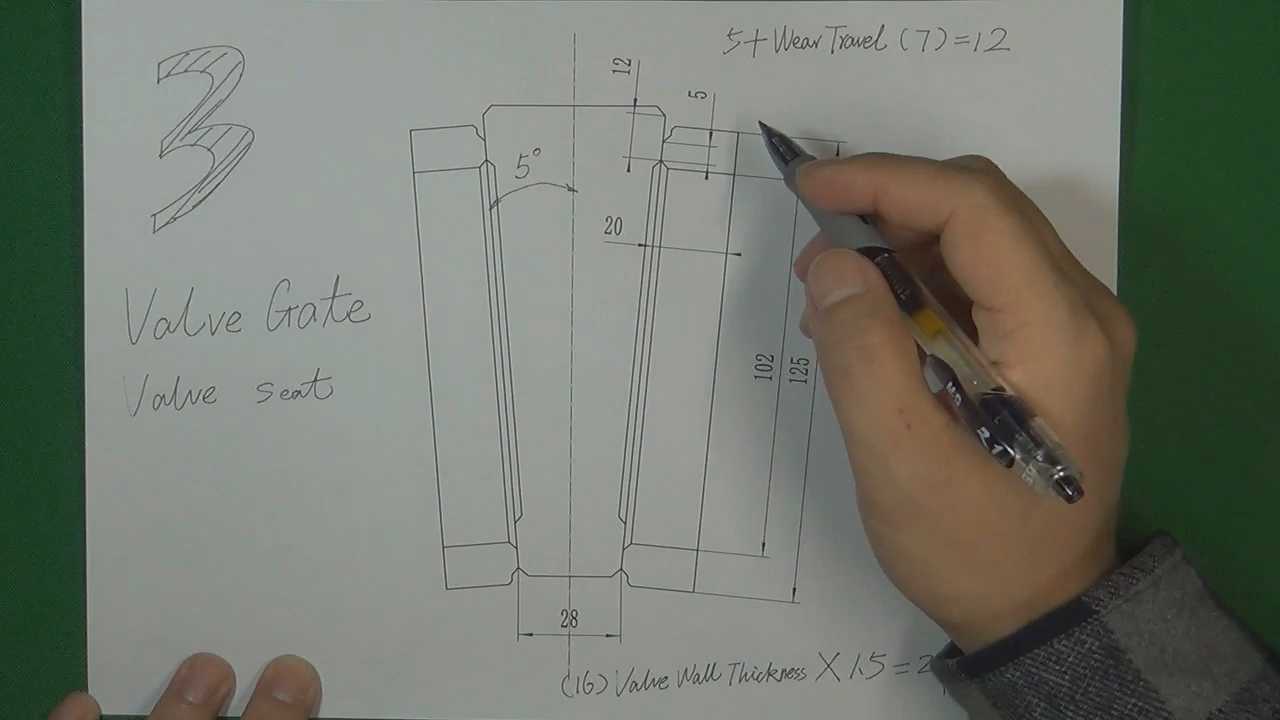 5+Wear Travel (7)=12
3
12
5
5°
20
Valve Gate
Valve seat
102
125
28
(16) Valve Wall Thickness X 1.5 = 2